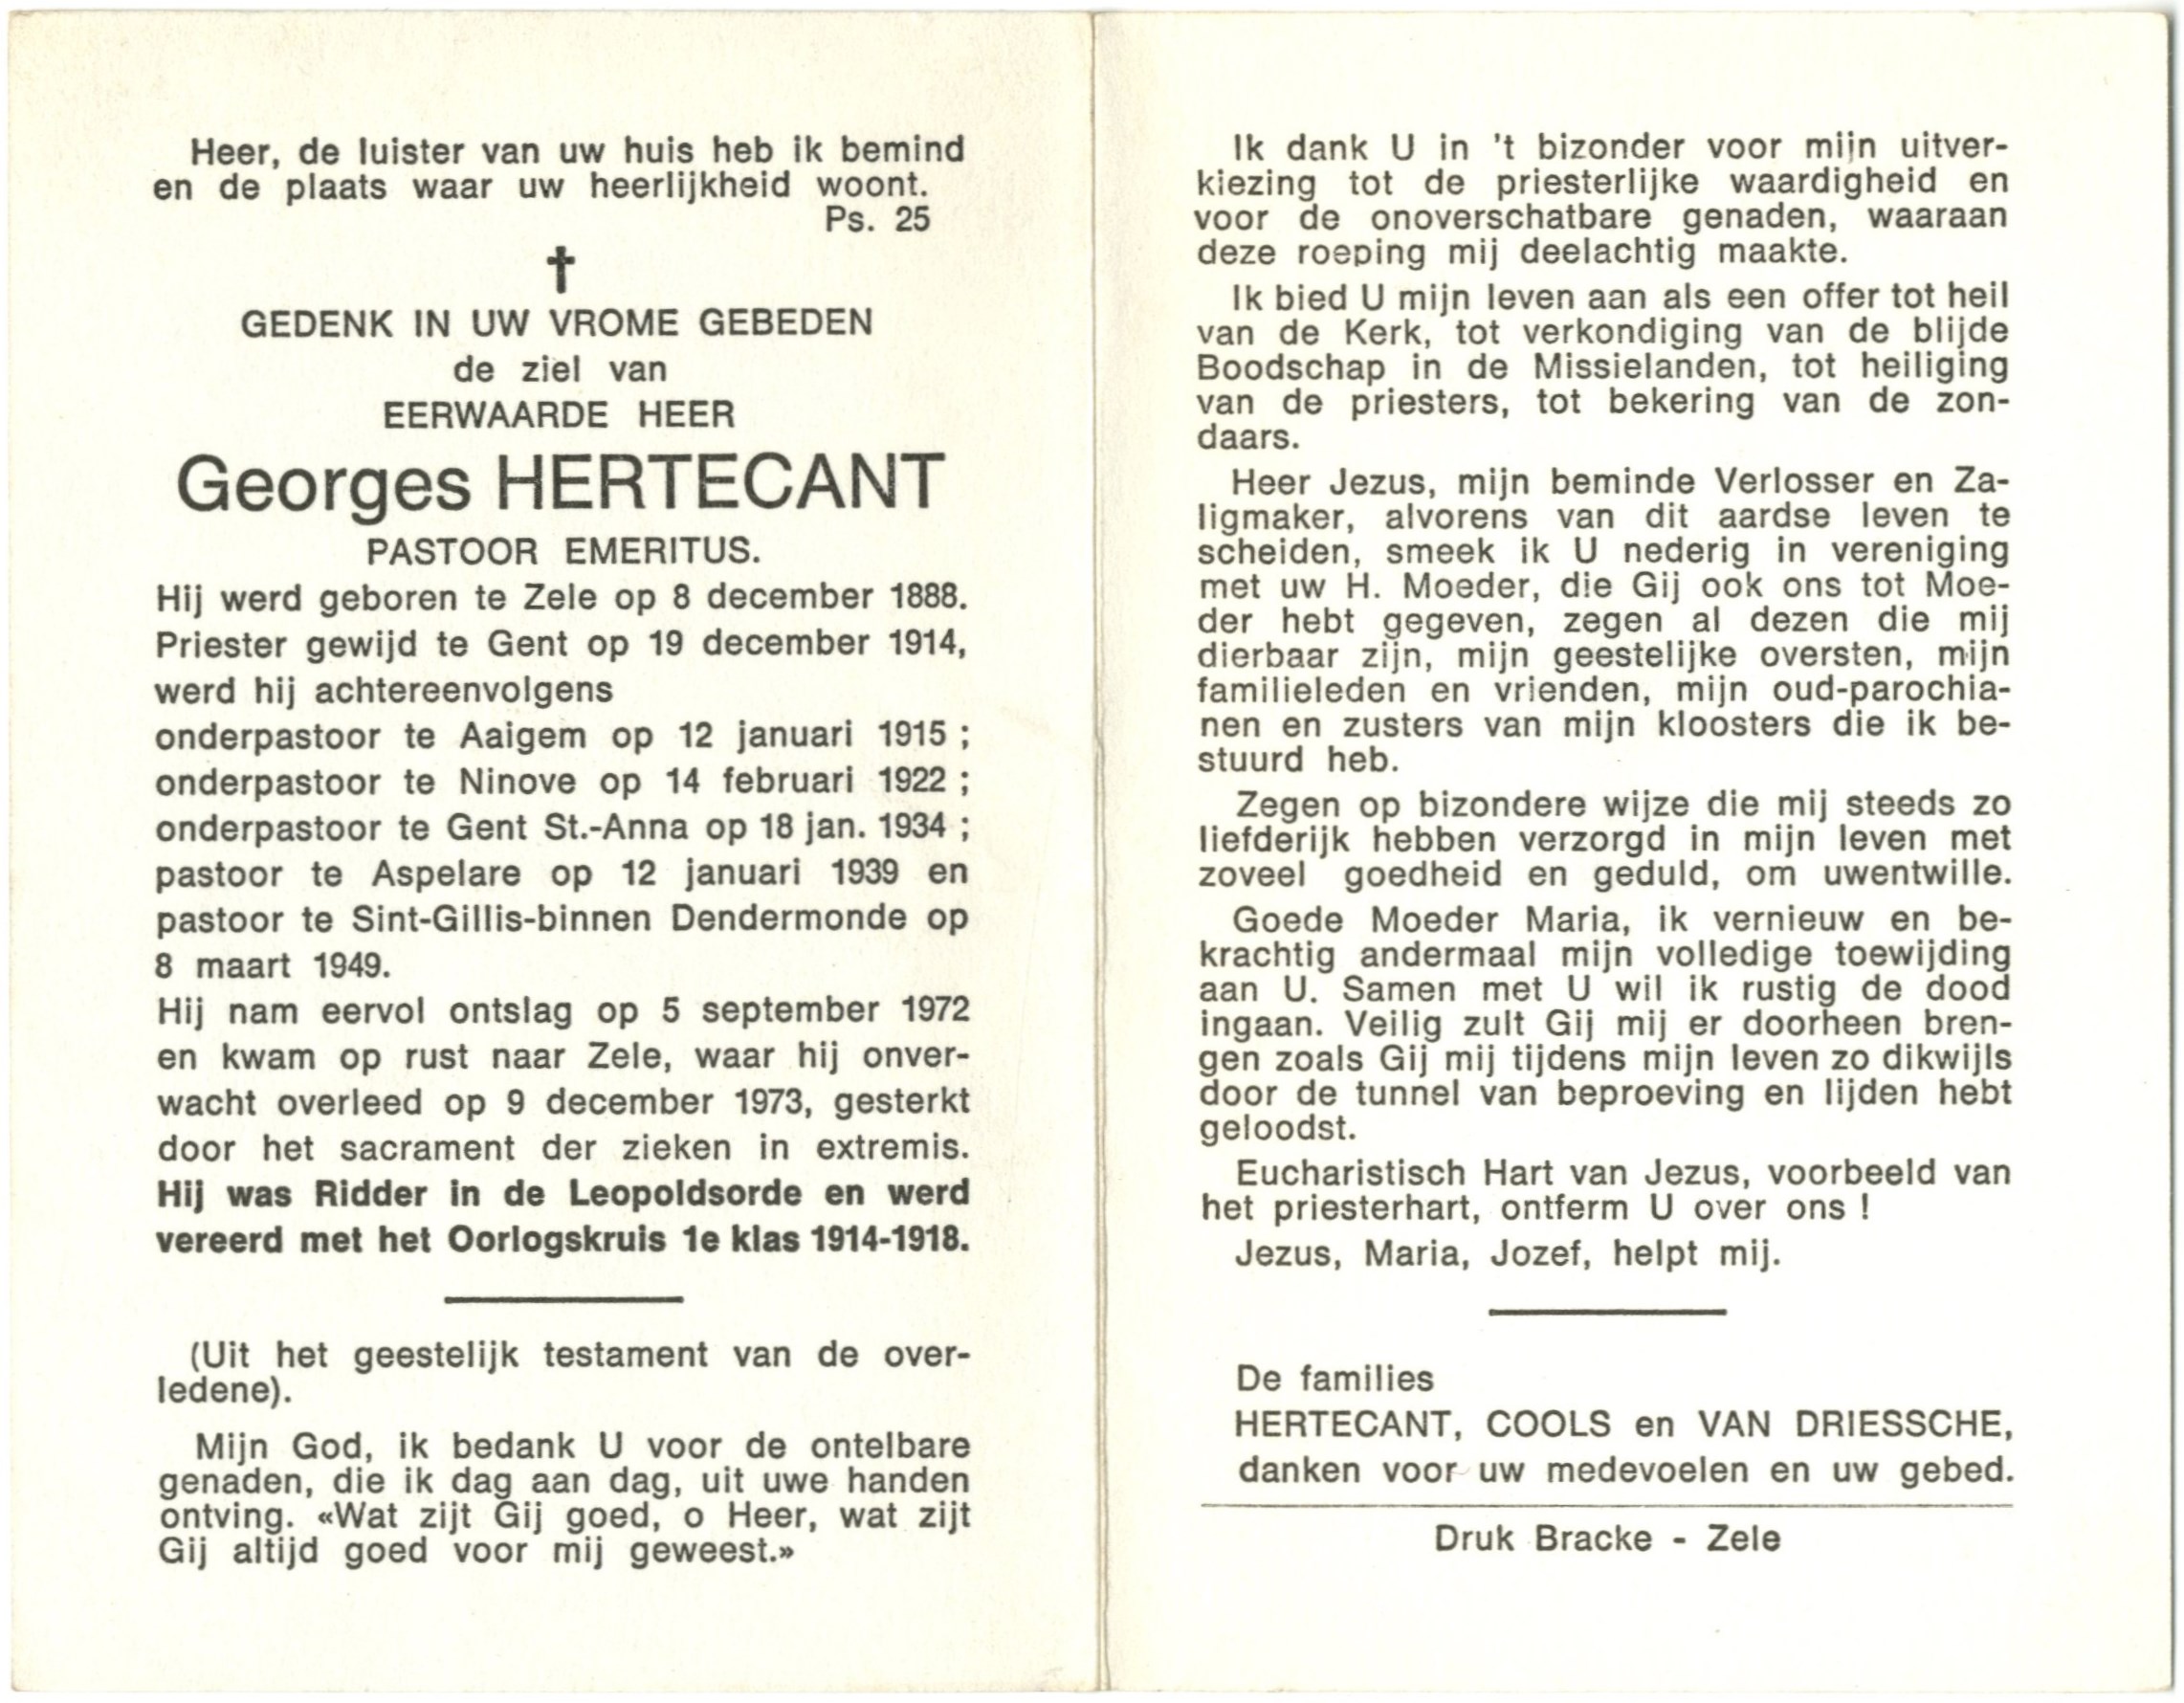 Heer, de luister van uw huis heb ik bemind
en de plaats waar uw heerlijkheid woont.
Ps. 25
✝
GEDENK IN UW VROME GEBEDEN
de ziel van
EERWAARDE HEER
Georges HERTECANT
PASTOOR EMERITUS.
Hij werd geboren te Zele op 8 december 1888.
Priester gewijd te Gent op 19 december 1914,
werd hij achtereenvolgens
onderpastoor te Aaigem op 12 januari 1915 ;
onderpastoor te Ninove op 14 februari 1922 ;
onderpastoor te Gent St.-Anna op 18 jan. 1934 ;
pastoor te Aspelare op 12 januari 1939 en
pastoor te Sint-Gillis-binnen Dendermonde op
8 maart 1949.
Hij nam eervol ontslag op 5 september 1972
en kwam op rust naar Zele, waar hij onver-
wacht overleed op 9 december 1973, gesterkt
door het sacrament der zieken in extremis.
Hij was Ridder in de Leopoldsorde en werd
vereerd met het Oorlogskruis 1e klas 1914-1918.
(Uit het geestelijk testament van de over-
ledene).
Mijn God, ik bedank U voor de ontelbare
genaden, die ik dag aan dag, uit uwe handen
ontving. «Wat zijt Gij goed, o Heer, wat zijt
Gij altijd goed voor mij geweest.»
Ik dank U in 't bizonder voor mijn uitver-
kiezing tot de priesterlijke waardigheid en
voor de onoverschatbare genaden, waaraan
deze roeping mij deelachtig maakte.
Ik bied U mijn leven aan als een offer tot heil
van de Kerk, tot verkondiging van de blijde
Boodschap in de Missielanden, tot heiliging
van de priesters, tot bekering van de zon-
daars.
Heer Jezus, mijn beminde Verlosser en Za-
ligmaker, alvorens van dit aardse leven te
scheiden, smeek ik U nederig in vereniging
met uw H. Moeder, die Gij ook ons tot Moe-
der hebt gegeven, zegen al dezen die mij
dierbaar zijn, mijn geestelijke oversten, mijn
familieleden en vrienden, mijn oud-parochia-
nen en zusters van mijn kloosters die ik be-
stuurd heb.
Zegen op bizondere wijze die mij steeds zo
liefderijk hebben verzorgd in mijn leven met
zoveel goedheid en geduld, om uwentwille.
Goede Moeder Maria, ik vernieuw en be-
krachtig andermaal mijn volledige toewijding
aan U. Samen met U wil ik rustig de dood
ingaan. Veilig zult Gij mij er doorheen bren-
gen zoals Gij mij tijdens mijn leven zo dikwijls
door de tunnel van beproeving en lijden hebt
geloodst.
Eucharistisch Hart van Jezus, voorbeeld van
het priesterhart, ontferm U over ons !
Jezus, Maria, Jozef, helpt mij.
De families
HERTECANT, COOLS en VAN DRIESSCHE,
danken voor uw medevoelen en uw gebed.
Druk Bracke - Zele